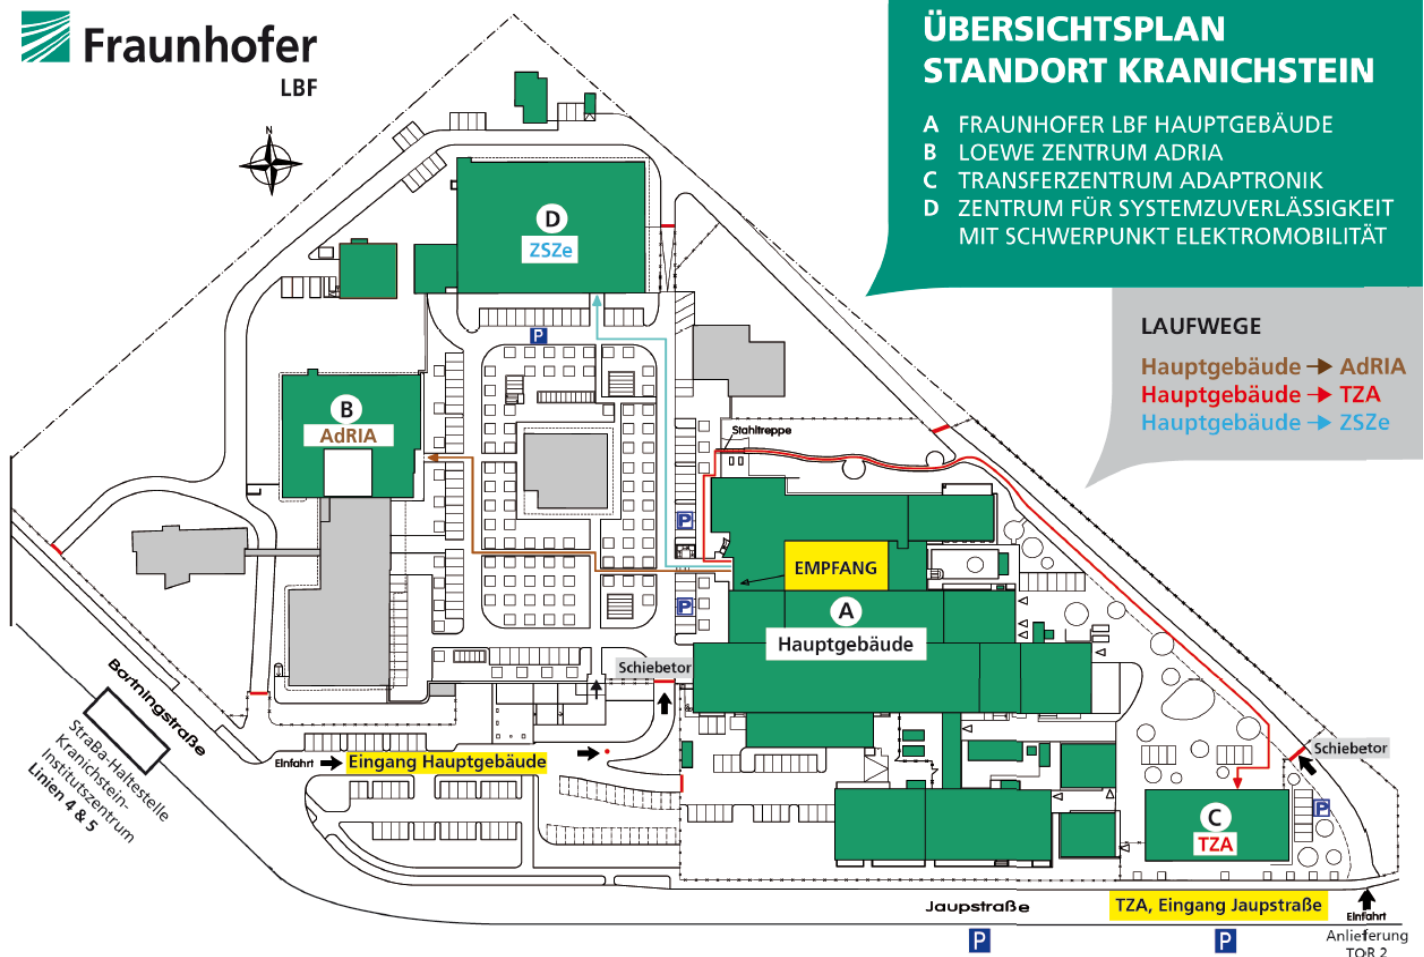 Fraunhofer
LBF
N
ÜBERSICHTSPLAN
STANDORT KRANICHSTEIN
A FRAUNHOFER LBF HAUPTGEBÄUDE
B LOEWE ZENTRUM ADRIA
C TRANSFERZENTRUM ADAPTRONIK
D ZENTRUM FÜR SYSTEMZUVERLÄSSIGKEIT
MIT SCHWERPUNKT ELEKTROMOBILITÄT
LAUFWEGE
Hauptgebäude → AdRIA
Hauptgebäude → TZA
Hauptgebäude → ZSZe
D
ZSZe
P
B
AdRIA
Stahltreppe
P
EMPFANG
P
A
Hauptgebäude
Schiebetor
Bartningstraße
StraBa-Haltestelle
Kranichstein-
Institutszentrum
Linien 4 & 5
Einfahrt
Eingang Hauptgebäude
Schiebetor
C
TZA
P
Jaupstraße
TZA, Eingang Jaupstraße
Einfahrt
Anlieferung
TOR 2
P
P